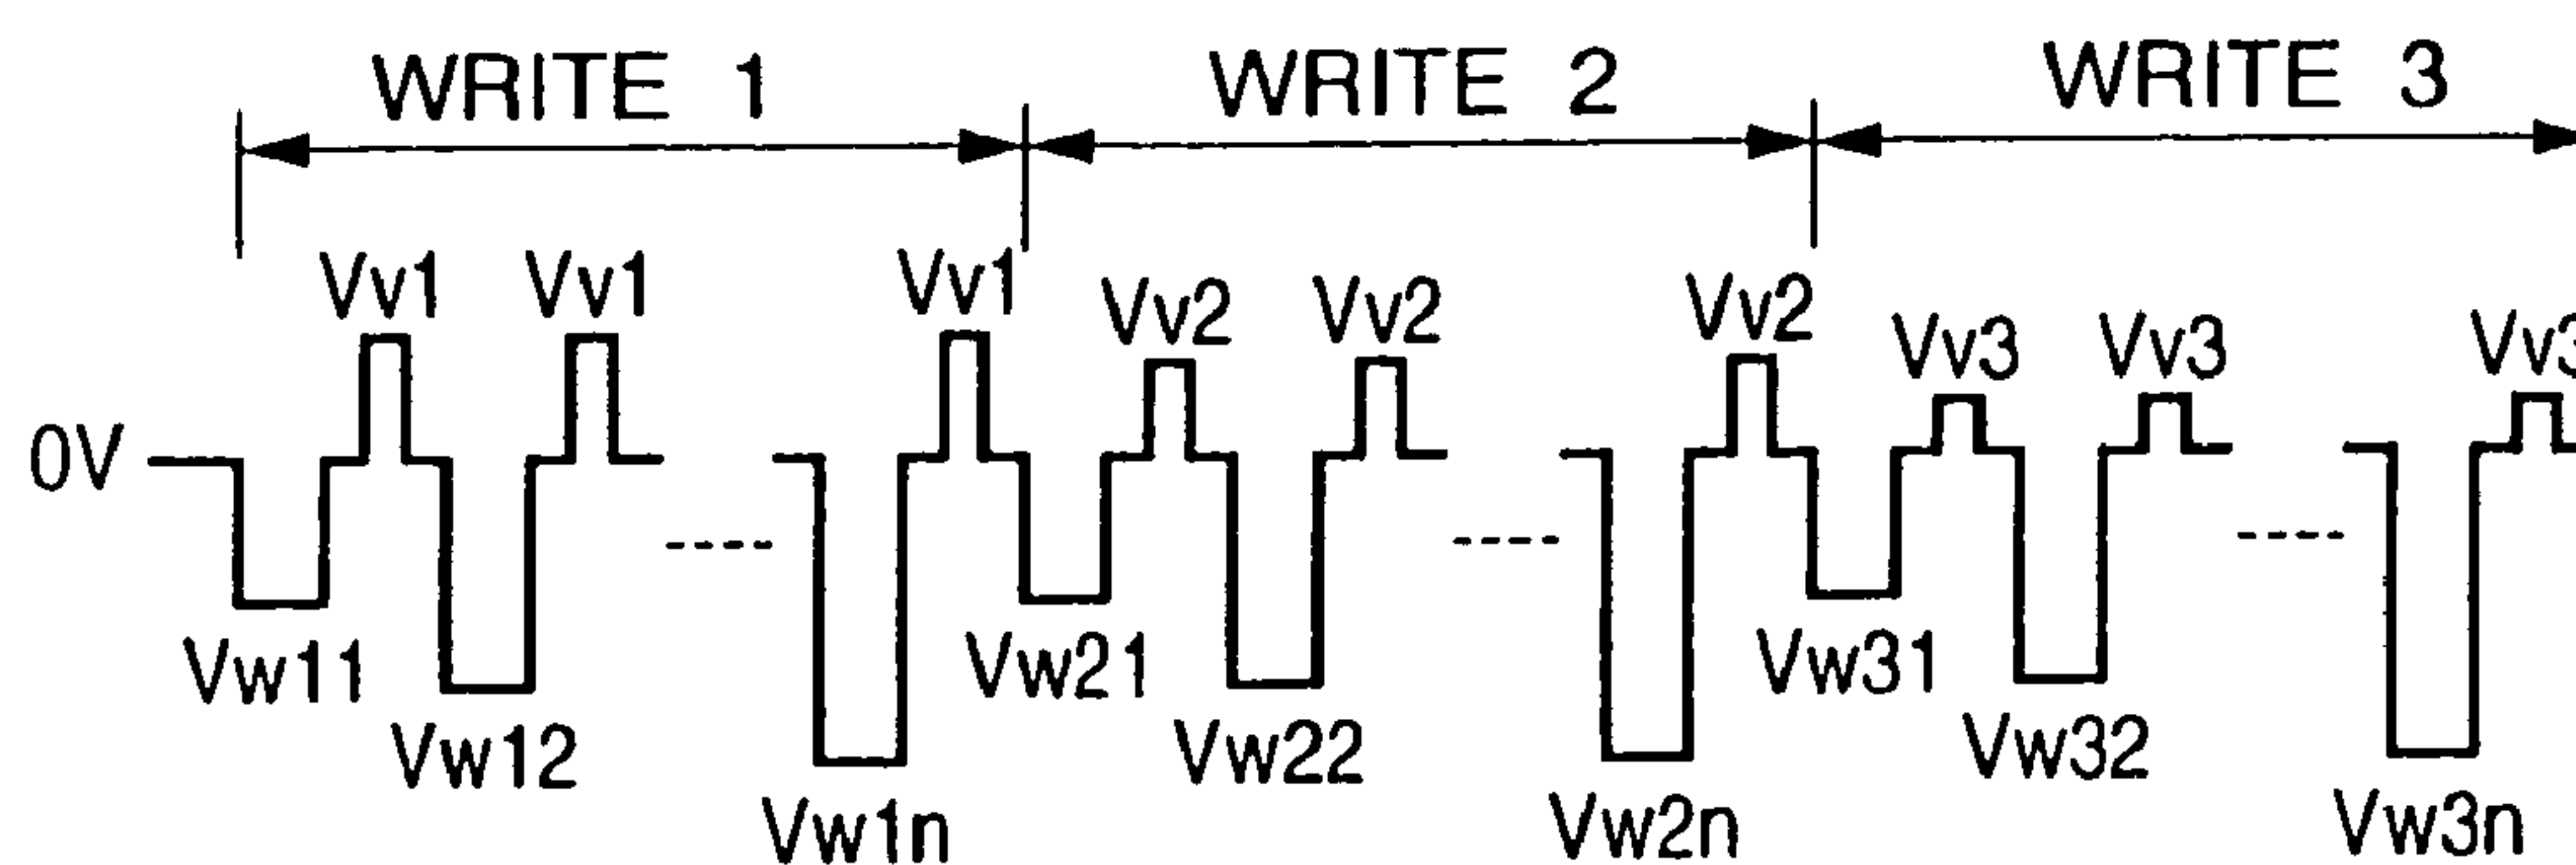 WRITE 1 WRITE 2 WRITE 3
Vv1 Vv1 Vv1 Vv2 Vv2 Vv2 Vv3 Vv3 Vv3
0V
Vw11 Vw21 Vw31
Vw12 Vw22 Vw32
Vw1n Vw2n Vw3n